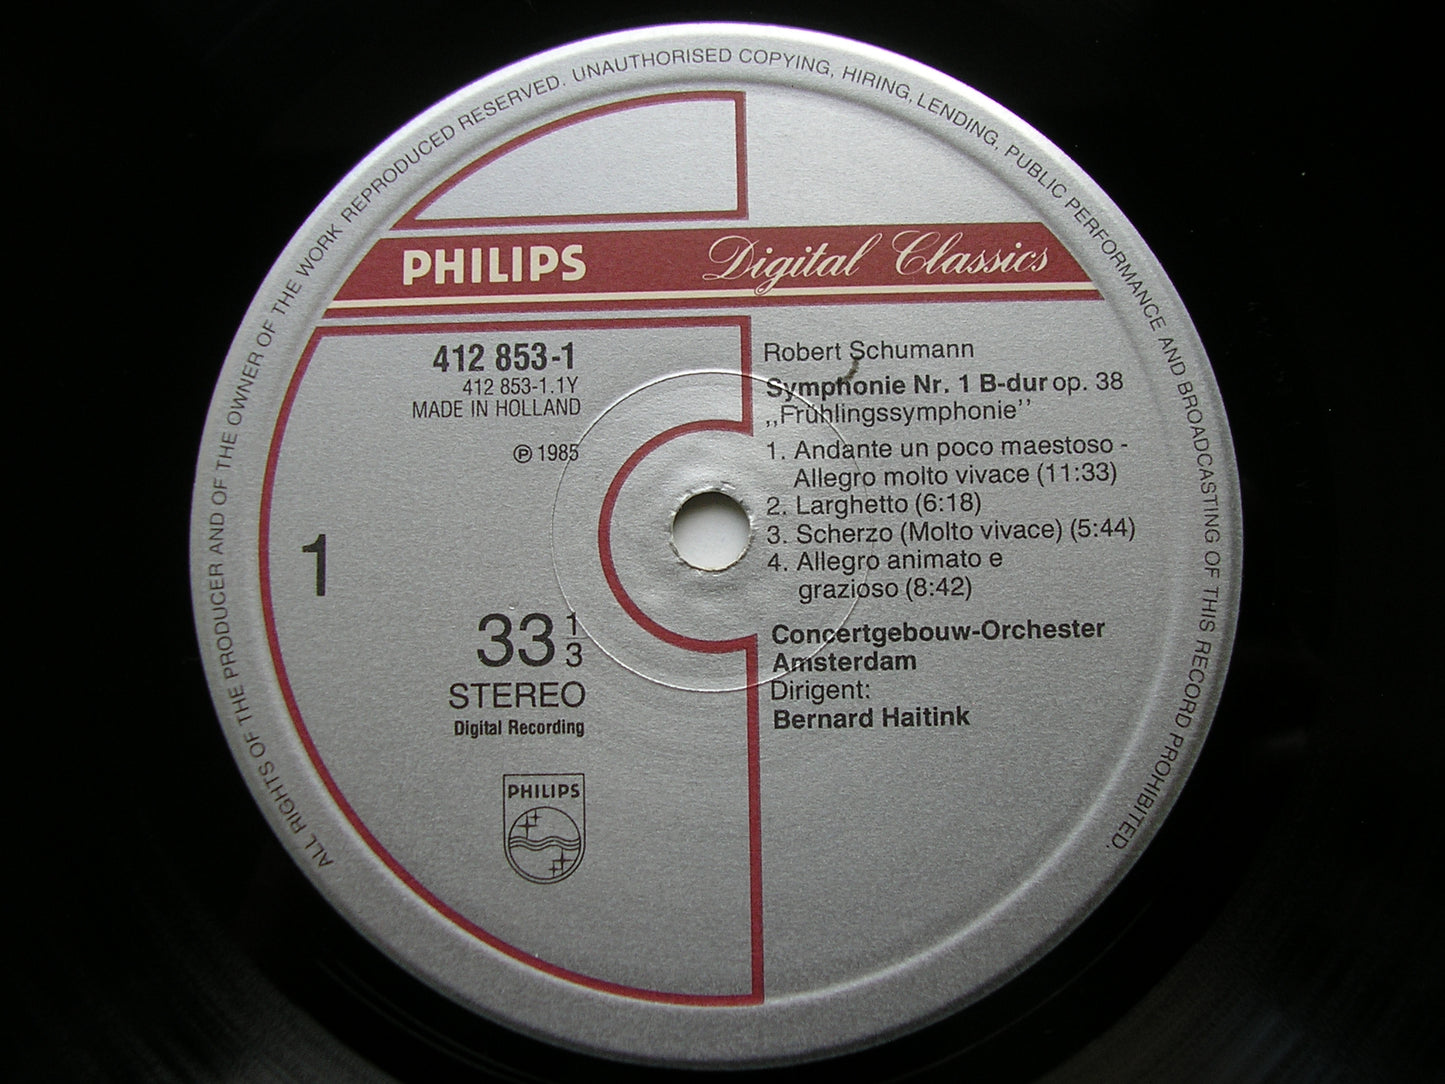 ALL RIGHTS OF THE PRODUCER AND OF THE OWNER OF THE WORK REPRODUCED RESERVED. UNAUTHORISED COPYING, HIRING, LENDING, PUBLIC PERFORMANCE AND BROADCASTING OF THIS RECORD PROHIBITED.
PHILIPS Digital Classics
412 853-1
412 853-1.1Y
MADE IN HOLLAND
℗ 1985
1
33 1/3
STEREO
Digital Recording
PHILIPS
Robert Schumann
Symphonie Nr. 1 B-dur op. 38
„Frühlingssymphonie”
1. Andante un poco maestoso -
Allegro molto vivace (11:33)
2. Larghetto (6:18)
3. Scherzo (Molto vivace) (5:44)
4. Allegro animato e
grazioso (8:42)
Concertgebouw-Orchester
Amsterdam
Dirigent:
Bernard Haitink